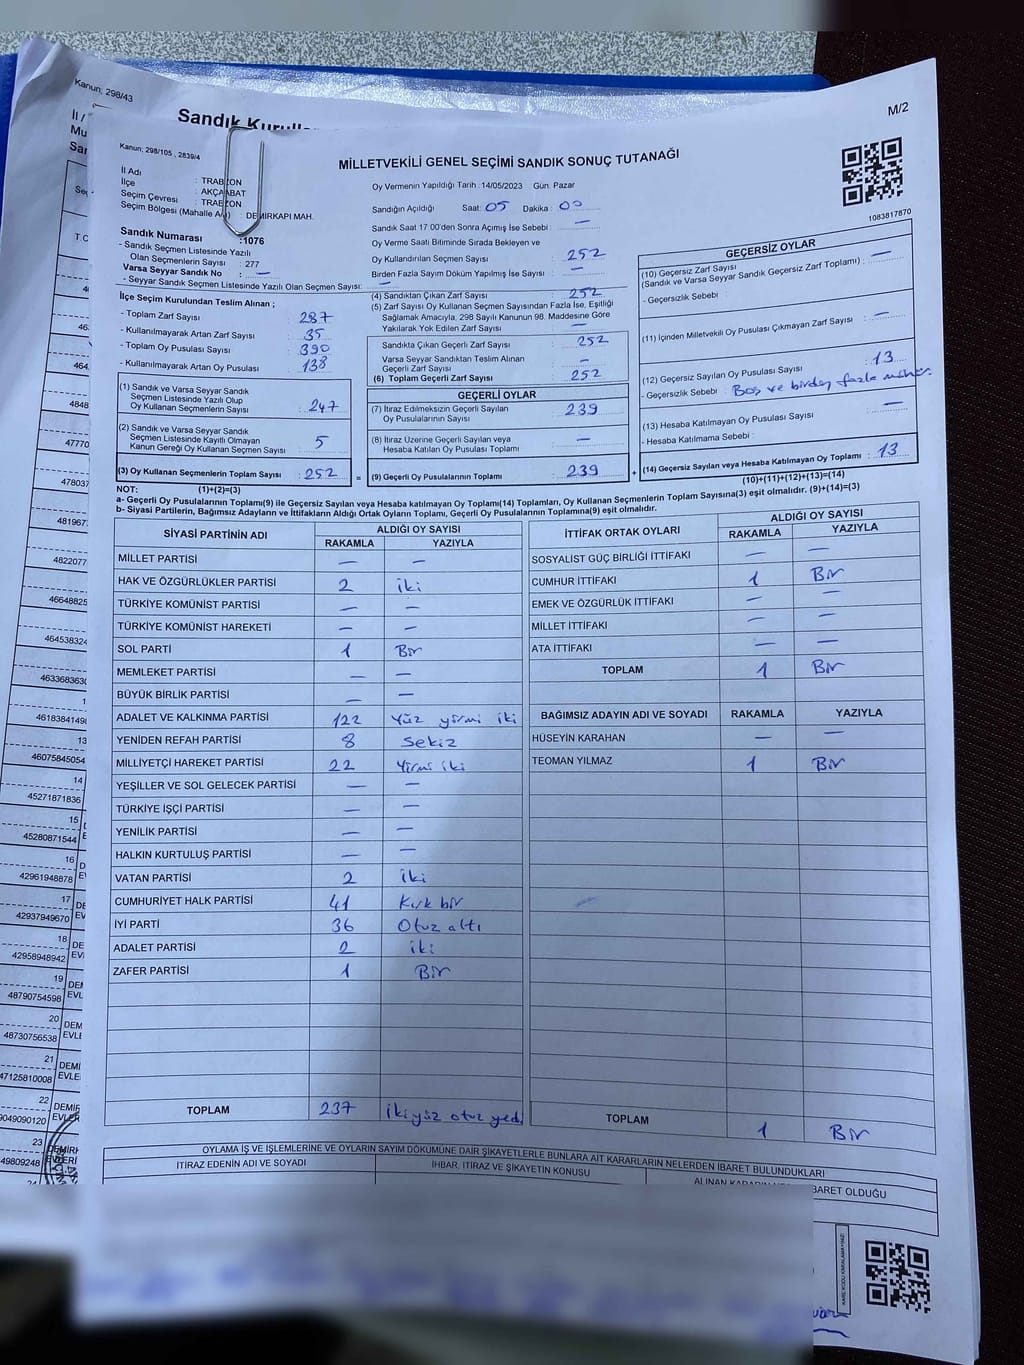 Kanun; 298/43
Sandık Kurulla
M/2
Kanun; 298/105 , 2839/4
MİLLETVEKİLİ GENEL SEÇİMİ SANDIK SONUÇ TUTANAĞI
İl Adı : TRABZON
İlçe : AKÇAABAT
Seçim Çevresi : TRABZON
Seçim Bölgesi (Mahalle Adı) : DEMİRKAPI MAH.
Sandık Numarası :1076
- Sandık Seçmen Listesinde Yazılı
Olan Seçmenlerin Sayısı : 277
Varsa Seyyar Sandık No : —
- Seyyar Sandık Seçmen Listesinde Yazılı Olan Seçmen Sayısı: —
Oy Vermenin Yapıldığı Tarih :14/05/2023 Gün: Pazar
Sandığın Açıldığı Saat: 05 Dakika : 00
Sandık Saat 17:00'den Sonra Açımış İse Sebebi : —
Oy Verme Saati Bitiminde Sırada Bekleyen ve
Oy Kullandırılan Seçmen Sayısı : 252
Birden Fazla Sayım Döküm Yapılmış İse Sayısı : —
1083817870
İlçe Seçim Kurulundan Teslim Alınan ;
- Toplam Zarf Sayısı : 287
- Kullanılmayarak Artan Zarf Sayısı : 35
- Toplam Oy Pusulası Sayısı : 390
- Kullanılmayarak Artan Oy Pusulası : 138
(1) Sandık ve Varsa Seyyar Sandık
Seçmen Listesinde Yazılı Olup
Oy Kullanan Seçmenlerin Sayısı : 247
(2) Sandık ve Varsa Seyyar Sandık
Seçmen Listesinde Kayıtlı Olmayan
Kanun Gereği Oy Kullanan Seçmen Sayısı : 5
(3) Oy Kullanan Seçmenlerin Toplam Sayısı : 252
(1)+(2)=(3)
(4) Sandıktan Çıkan Zarf Sayısı : 252
(5) Zarf Sayısı Oy Kullanan Seçmen Sayısından Fazla İse, Eşitliği
Sağlamak Amacıyla, 298 Sayılı Kanunun 98. Maddesine Göre
Yakılarak Yok Edilen Zarf Sayısı : —
Sandıkta Çıkan Geçerli Zarf Sayısı : 252
Varsa Seyyar Sandıktan Teslim Alınan
Geçerli Zarf Sayısı : —
(6) Toplam Geçerli Zarf Sayısı : 252
GEÇERLİ OYLAR
(7) İtiraz Edilmeksizin Geçerli Sayılan
Oy Pusulalarının Sayısı : 239
(8) İtiraz Üzerine Geçerli Sayılan veya
Hesaba Katılan Oy Pusulası Toplamı : —
= (9) Geçerli Oy Pusulalarının Toplamı : 239 +
GEÇERSİZ OYLAR
(10) Geçersiz Zarf Sayısı
(Sandık ve Varsa Seyyar Sandık Geçersiz Zarf Toplamı) : —
- Geçersizlik Sebebi :
(11) İçinden Milletvekili Oy Pusulası Çıkmayan Zarf Sayısı : —
(12) Geçersiz Sayılan Oy Pusulası Sayısı : 13
- Geçersizlik Sebebi : Boş ve birden fazla mühür.
(13) Hesaba Katılmayan Oy Pusulası Sayısı : —
- Hesaba Katılmama Sebebi :
(14) Geçersiz Sayılan veya Hesaba Katılmayan Oy Toplamı : 13
(10)+(11)+(12)+(13)=(14)
NOT:
a- Geçerli Oy Pusulalarının Toplamı(9) ile Geçersiz Sayılan veya Hesaba katılmayan Oy Toplamı(14) Toplamları, Oy Kullanan Seçmenlerin Toplam Sayısına(3) eşit olmalıdır. (9)+(14)=(3)
b- Siyasi Partilerin, Bağımsız Adayların ve İttifakların Aldığı Ortak Oyların Toplamı, Geçerli Oy Pusulalarının Toplamına(9) eşit olmalıdır.
SİYASİ PARTİNİN ADI ALDIĞI OY SAYISI
RAKAMLA YAZIYLA
MİLLET PARTİSİ — —
HAK VE ÖZGÜRLÜKLER PARTİSİ 2 iki
TÜRKİYE KOMÜNİST PARTİSİ — —
TÜRKİYE KOMÜNİST HAREKETİ — —
SOL PARTİ 1 Bir
MEMLEKET PARTİSİ — —
BÜYÜK BİRLİK PARTİSİ — —
ADALET VE KALKINMA PARTİSİ 122 Yüz yirmi iki
YENİDEN REFAH PARTİSİ 8 Sekiz
MİLLİYETÇİ HAREKET PARTİSİ 22 Yirmi iki
YEŞİLLER VE SOL GELECEK PARTİSİ — —
TÜRKİYE İŞÇİ PARTİSİ — —
YENİLİK PARTİSİ — —
HALKIN KURTULUŞ PARTİSİ — —
VATAN PARTİSİ 2 İki
CUMHURİYET HALK PARTİSİ 41 Kırk bir
İYİ PARTİ 36 Otuz altı
ADALET PARTİSİ 2 iki
ZAFER PARTİSİ 1 Bir
TOPLAM 237 İkiyüz otuz yedi
İTTİFAK ORTAK OYLARI ALDIĞI OY SAYISI
RAKAMLA YAZIYLA
SOSYALİST GÜÇ BİRLİĞİ İTTİFAKI — —
CUMHUR İTTİFAKI 1 Bir
EMEK VE ÖZGÜRLÜK İTTİFAKI — —
MİLLET İTTİFAKI — —
ATA İTTİFAKI — —
TOPLAM 1 Bir
BAĞIMSIZ ADAYIN ADI VE SOYADI RAKAMLA YAZIYLA
HÜSEYİN KARAHAN — —
TEOMAN YILMAZ 1 Bir
TOPLAM 1 Bir
OYLAMA İŞ VE İŞLEMLERİNE VE OYLARIN SAYIM DÖKÜMÜNE DAİR ŞİKAYETLERLE BUNLARA AİT KARARLARIN NELERDEN İBARET BULUNDUKLARI
İTİRAZ EDENİN ADI VE SOYADI İHBAR, İTİRAZ VE ŞİKAYETİN KONUSU